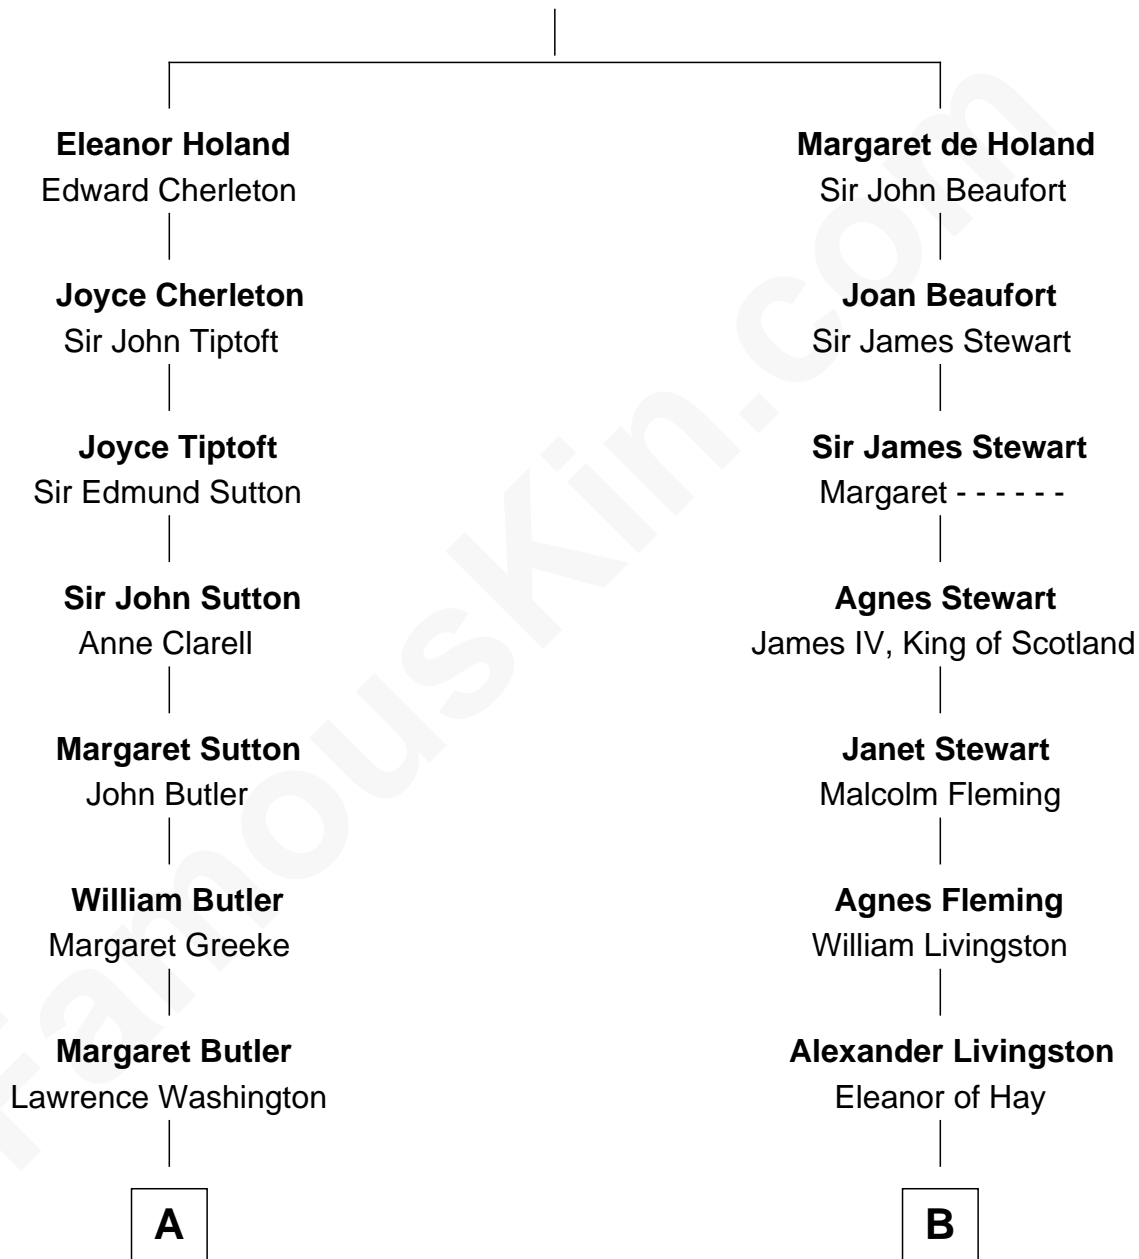 Eleanor Holand
Edward Cherleton
Joyce Cherleton
Sir John Tiptoft
Joyce Tiptoft
Sir Edmund Sutton
Sir John Sutton
Anne Clarell
Margaret Sutton
John Butler
William Butler
Margaret Greeke
Margaret Butler
Lawrence Washington
A
Margaret de Holand
Sir John Beaufort
Joan Beaufort
Sir James Stewart
Sir James Stewart
Margaret - - - - - -
Agnes Stewart
James IV, King of Scotland
Janet Stewart
Malcolm Fleming
Agnes Fleming
William Livingston
Alexander Livingston
Eleanor of Hay
B
FamousKin.com